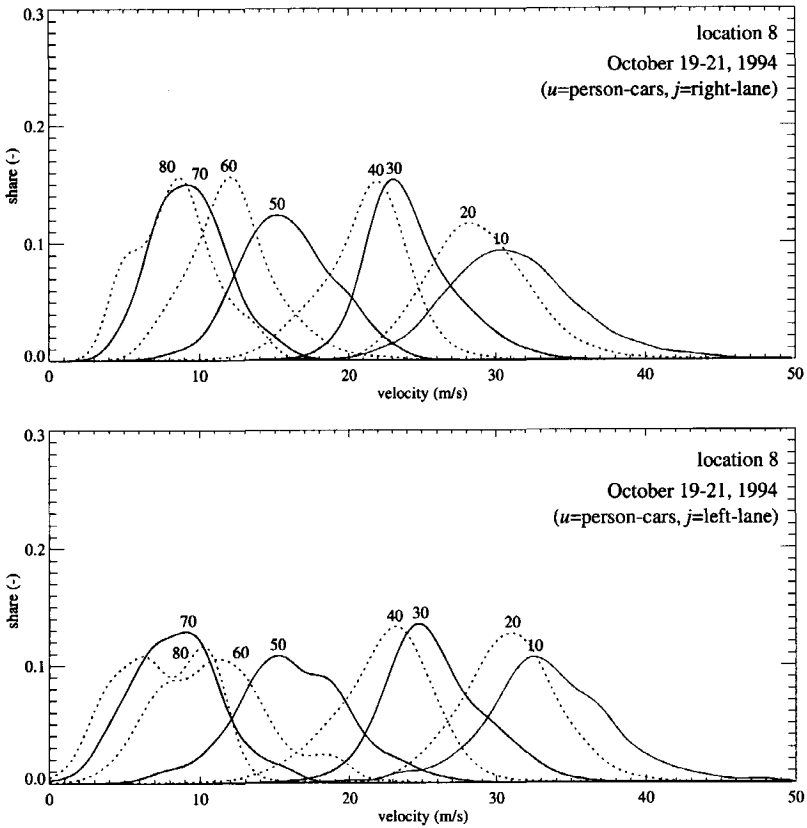 0.3
location 8
October 19-21, 1994
(u=person-cars, j=right-lane)
0.2
share (-)
80 70 60 50 40 30 20 10
0.1
0.0
0 10 20 30 40 50
velocity (m/s)
0.3
location 8
October 19-21, 1994
(u=person-cars, j=left-lane)
0.2
share (-)
70 80 60 50 40 30 20 10
0.1
0.0
0 10 20 30 40 50
velocity (m/s)